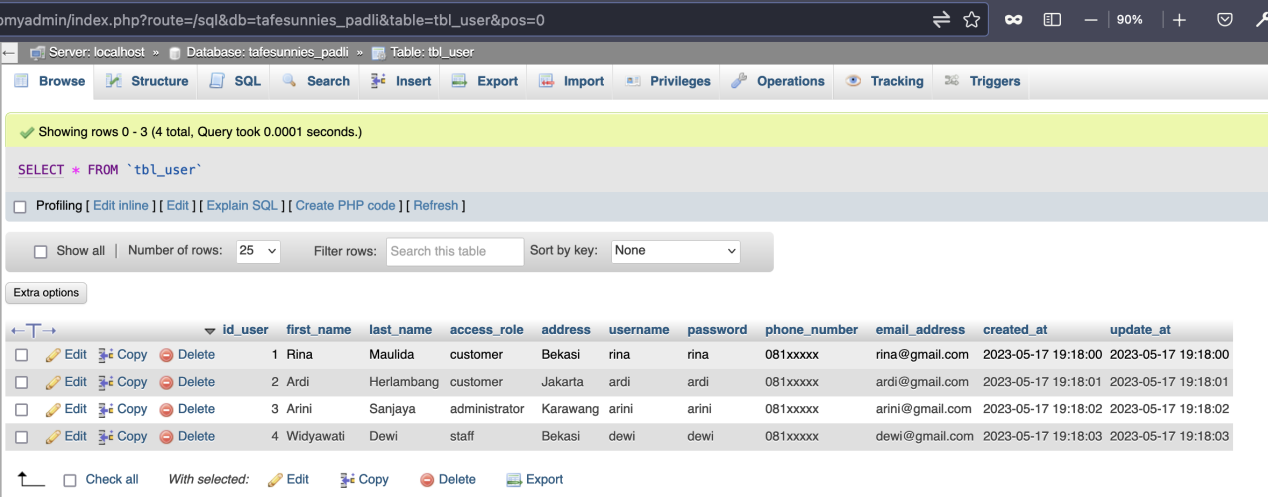 omyadmin/index.php?route=/sql&db=tafesunnies_padli&table=tbl_user&pos=0 90%
Server: localhost » Database: tafesunnies_padli » Table: tbl_user
Browse Structure SQL Search Insert Export Import Privileges Operations Tracking Triggers
Showing rows 0 - 3 (4 total, Query took 0.0001 seconds.)
SELECT * FROM `tbl_user`
Profiling [ Edit inline ] [ Edit ] [ Explain SQL ] [ Create PHP code ] [ Refresh ]
Show all | Number of rows: 25 Filter rows: Search this table Sort by key: None
Extra options
←T→ id_user first_name last_name access_role address username password phone_number email_address created_at update_at
Edit Copy Delete 1 Rina Maulida customer Bekasi rina rina 081xxxxx rina@gmail.com 2023-05-17 19:18:00 2023-05-17 19:18:00
Edit Copy Delete 2 Ardi Herlambang customer Jakarta ardi ardi 081xxxxx ardi@gmail.com 2023-05-17 19:18:01 2023-05-17 19:18:01
Edit Copy Delete 3 Arini Sanjaya administrator Karawang arini arini 081xxxxx arini@gmail.com 2023-05-17 19:18:02 2023-05-17 19:18:02
Edit Copy Delete 4 Widyawati Dewi staff Bekasi dewi dewi 081xxxxx dewi@gmail.com 2023-05-17 19:18:03 2023-05-17 19:18:03
Check all With selected: Edit Copy Delete Export